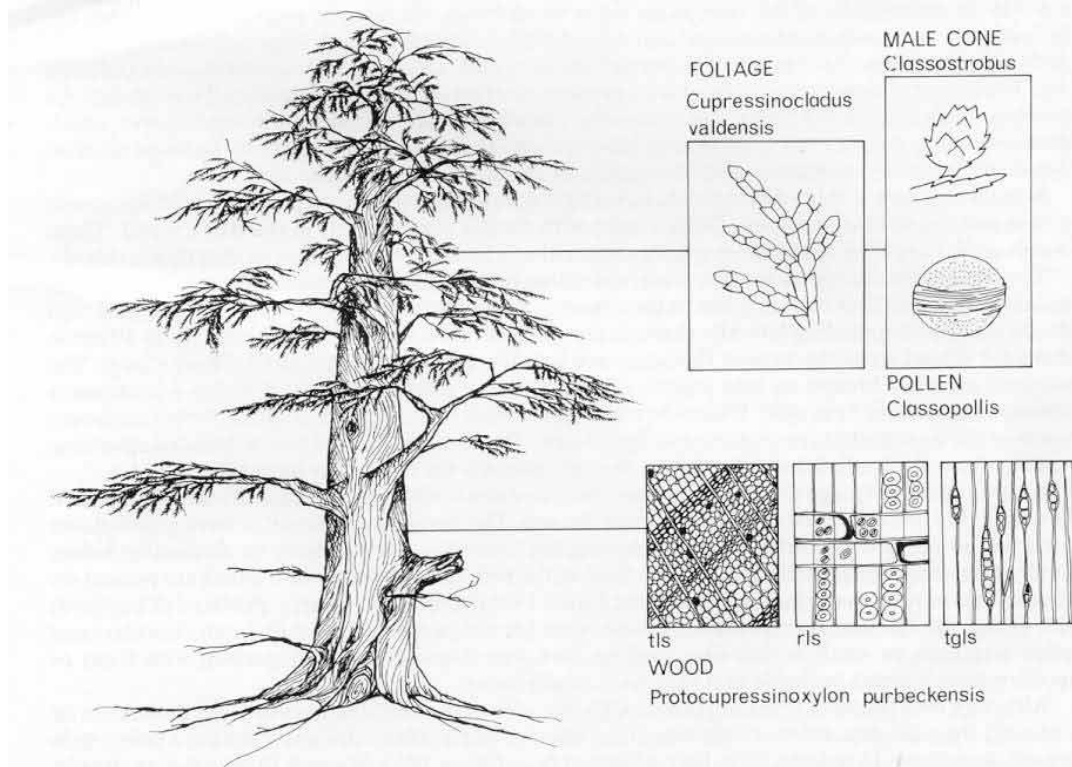 MALE CONE
Classostrobus
FOLIAGE
Cupressinocladus
valdensis
POLLEN
Classopollis
tls
rls
tgls
WOOD
Protocupressinoxylon purbeckensis